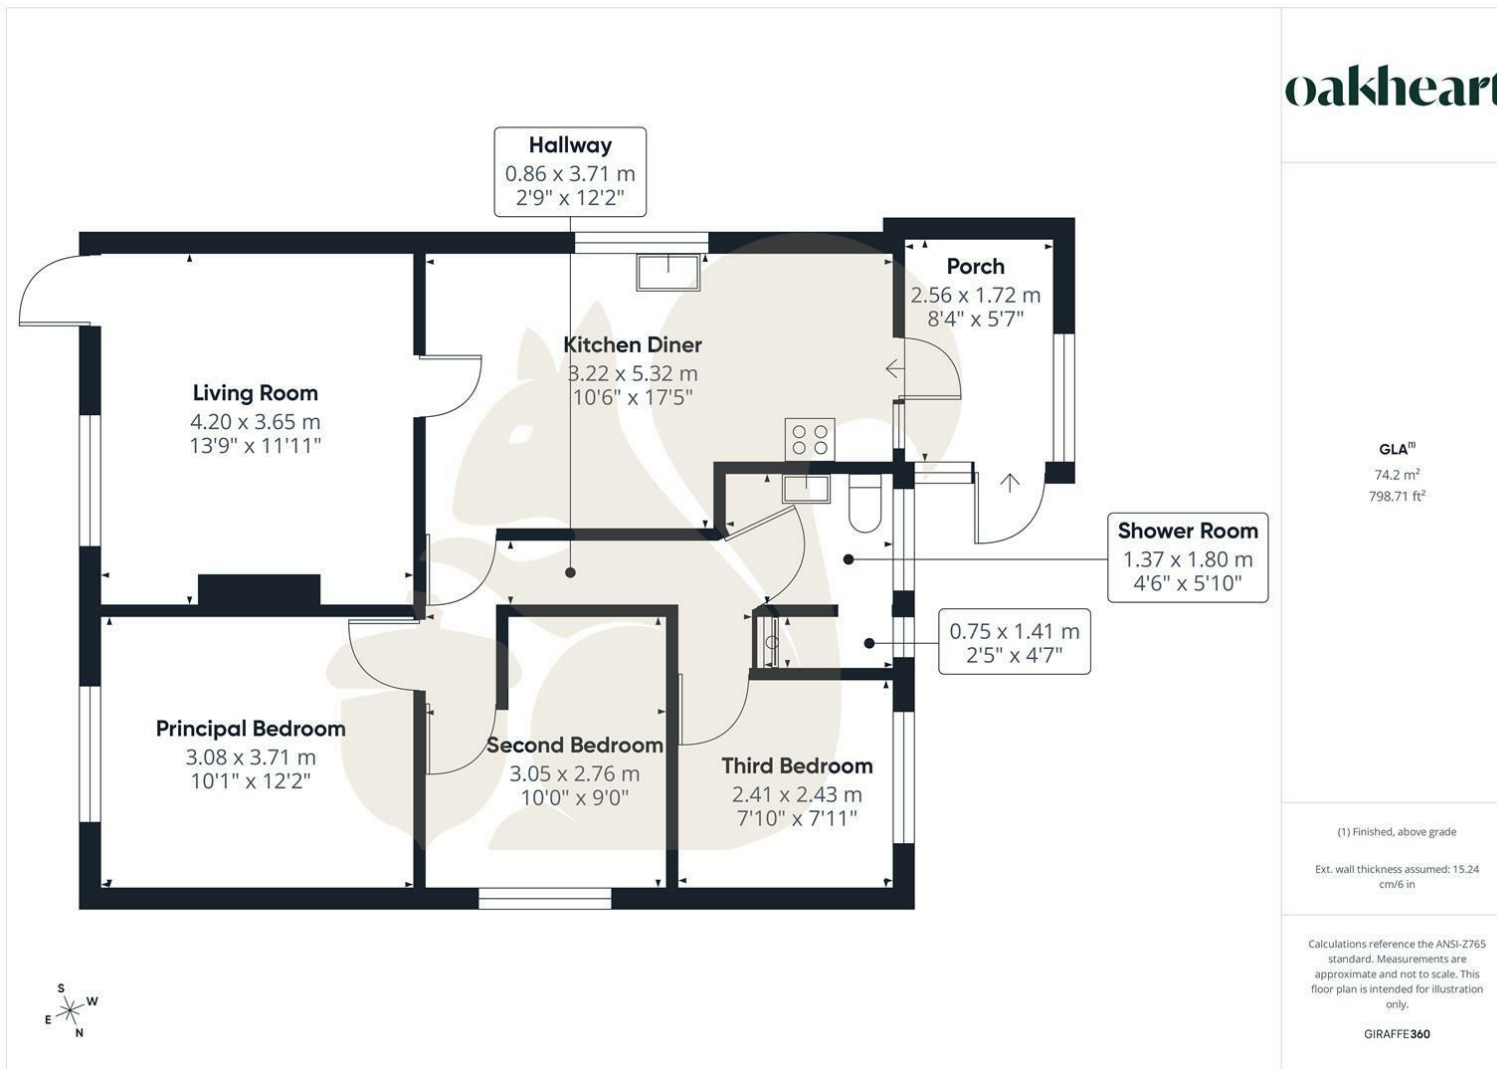 oakheart
Hallway
0.86 x 3.71 m
2'9" x 12'2"
Porch
2.56 x 1.72 m
8'4" x 5'7"
Kitchen Diner
3.22 x 5.32 m
10'6" x 17'5"
Living Room
4.20 x 3.65 m
13'9" x 11'11"
GLA(1)
74.2 m²
798.71 ft²
Shower Room
1.37 x 1.80 m
4'6" x 5'10"
0.75 x 1.41 m
2'5" x 4'7"
Principal Bedroom
3.08 x 3.71 m
10'1" x 12'2"
Second Bedroom
3.05 x 2.76 m
10'0" x 9'0"
Third Bedroom
2.41 x 2.43 m
7'10" x 7'11"
(1) Finished, above grade
Ext. wall thickness assumed: 15.24
cm/6 in
Calculations reference the ANSI-Z765
standard. Measurements are
approximate and not to scale. This
floor plan is intended for illustration
only.
GIRAFFE360
S
W
E
N